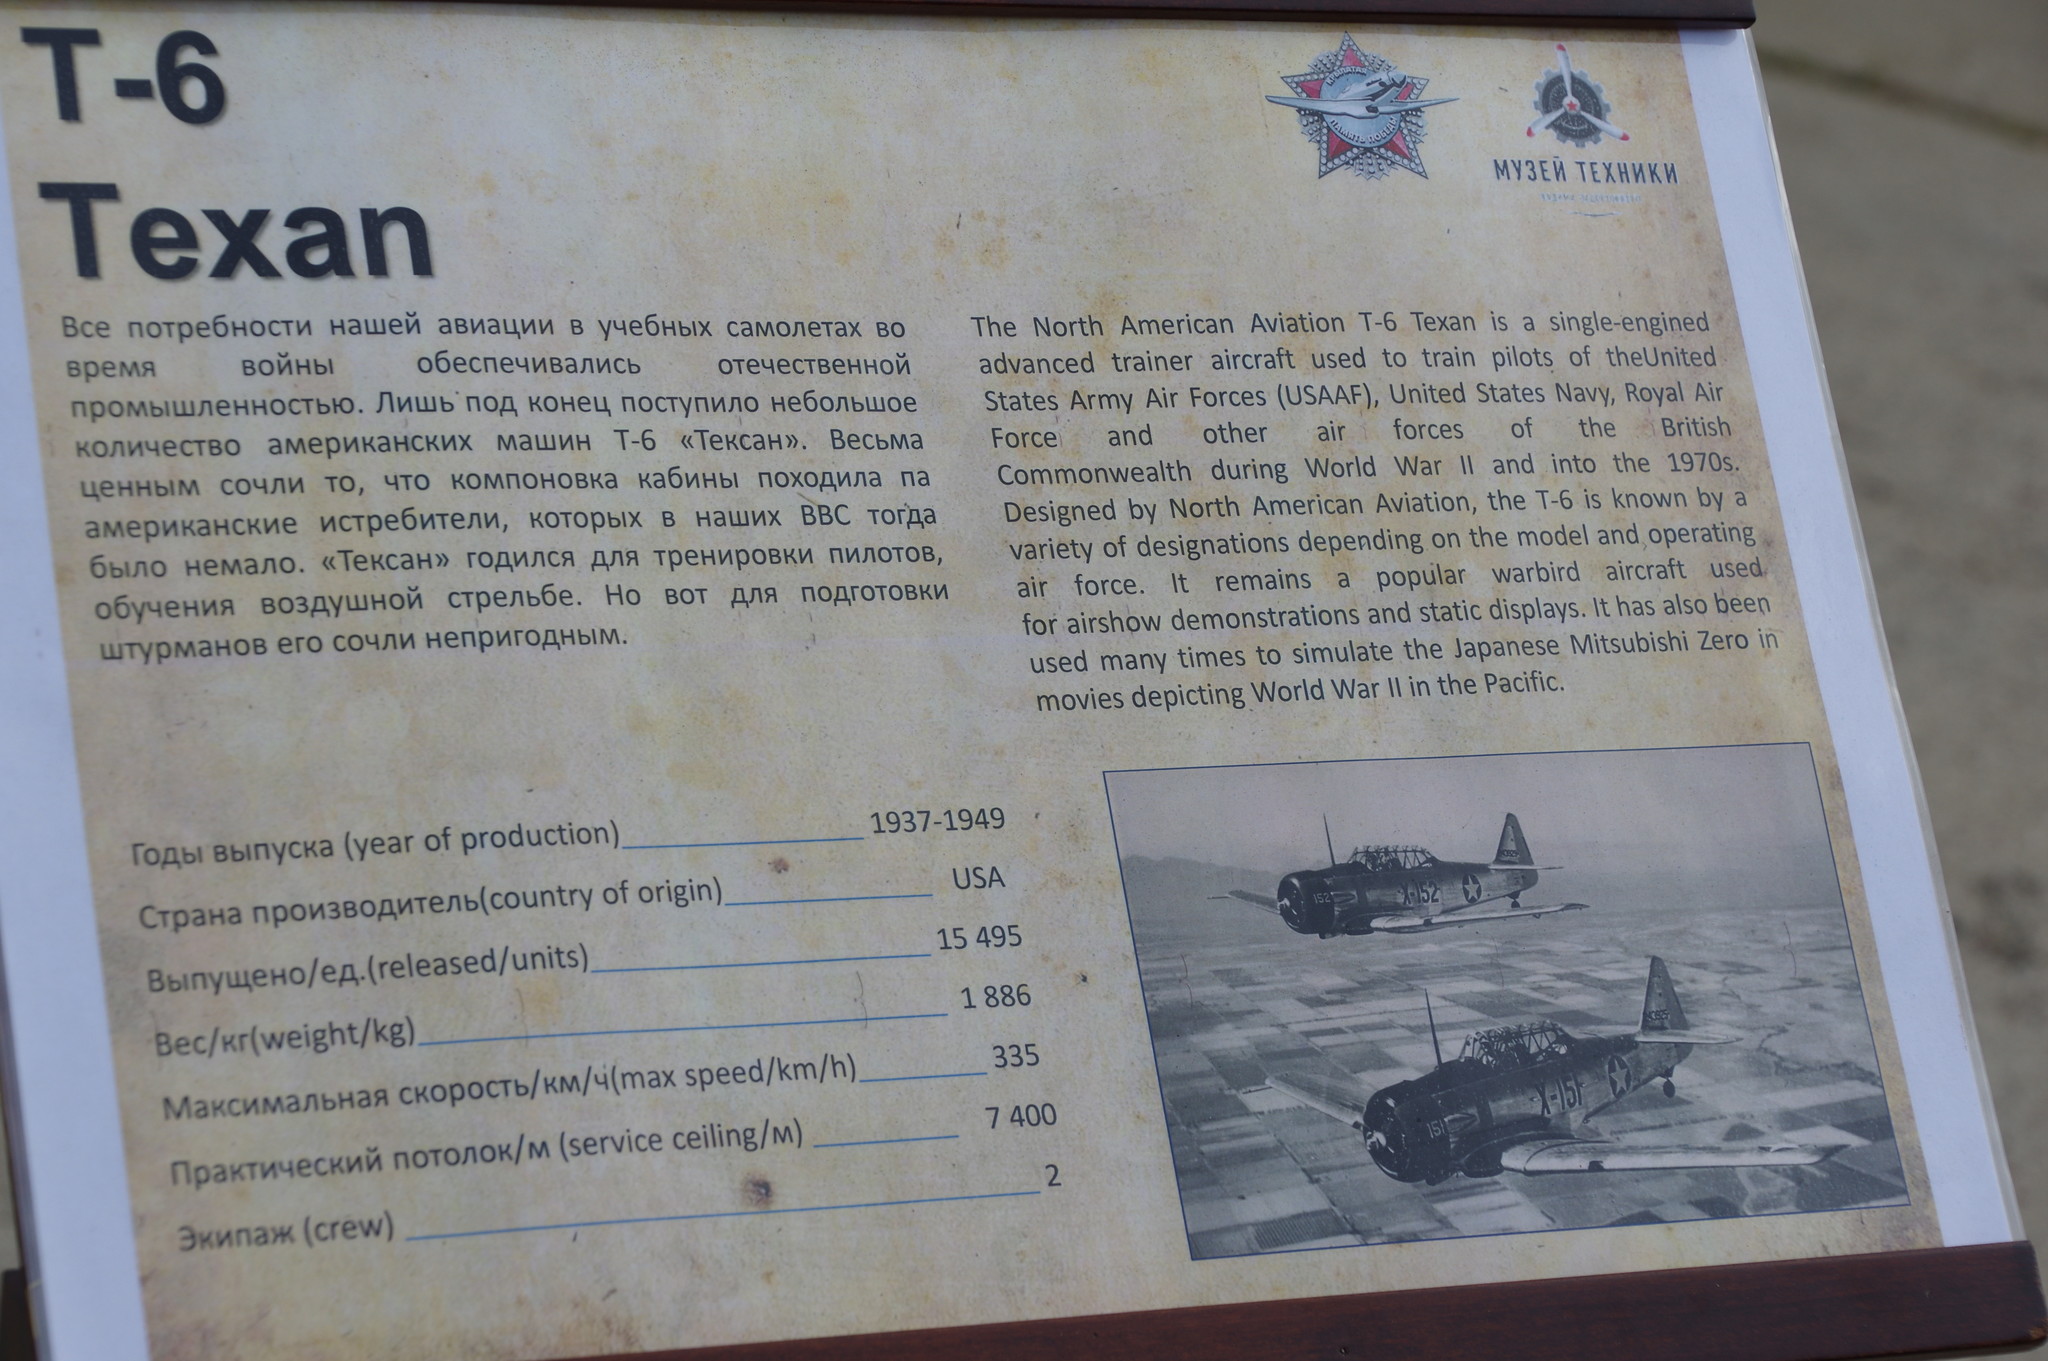 T-6
Texan
КРЫЛАТАЯ
ПАМЯТЬ ПОБЕДЫ
МУЗЕЙ ТЕХНИКИ
Все потребности нашей авиации в учебных самолетах во
время войны обеспечивались отечественной
промышленностью. Лишь под конец поступило небольшое
количество американских машин Т-6 «Тексан». Весьма
ценным сочли то, что компоновка кабины походила па
американские истребители, которых в наших ВВС тогда
было немало. «Тексан» годился для тренировки пилотов,
обучения воздушной стрельбе. Но вот для подготовки
штурманов его сочли непригодным.
The North American Aviation T-6 Texan is a single-engined
advanced trainer aircraft used to train pilots of theUnited
States Army Air Forces (USAAF), United States Navy, Royal Air
Force and other air forces of the British
Commonwealth during World War II and into the 1970s.
Designed by North American Aviation, the T-6 is known by a
variety of designations depending on the model and operating
air force. It remains a popular warbird aircraft used
for airshow demonstrations and static displays. It has also been
used many times to simulate the Japanese Mitsubishi Zero in
movies depicting World War II in the Pacific.
Годы выпуска (year of production) 1937-1949
Страна производитель(country of origin) USA
Выпущено/ед.(released/units) 15 495
Вес/кг(weight/kg) 1 886
Максимальная скорость/км/ч(max speed/km/h) 335
Практический потолок/м (service ceiling/м) 7 400
Экипаж (crew) 2
152 X-152
151 X-151